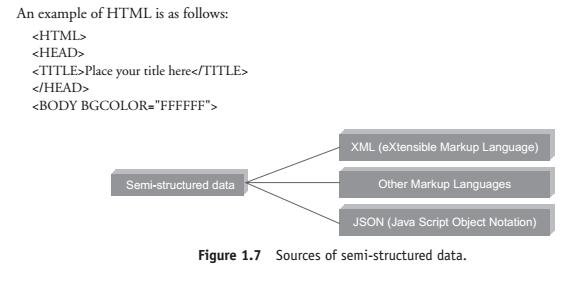 An example of HTML is as follows:
<HTML>
<HEAD>
<TITLE>Place your title here</TITLE>
</HEAD>
<BODY BGCOLOR="FFFFFF">
XML (eXtensible Markup Language)
Semi-structured data
Other Markup Languages
JSON (Java Script Object Notation)
Figure 1.7 Sources of semi-structured data.